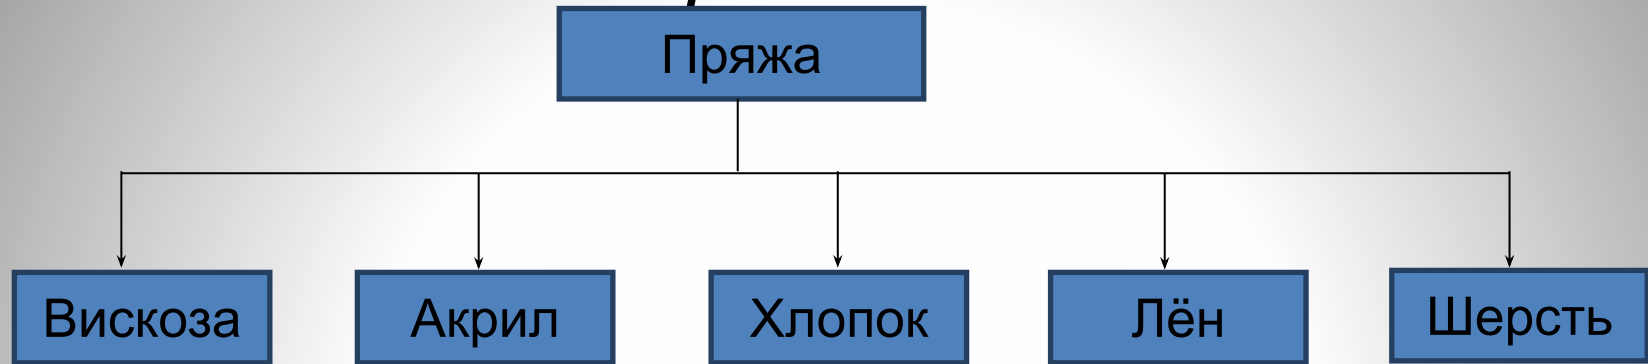 Пряжа
Вискоза
Акрил
Хлопок
Лён
Шерсть